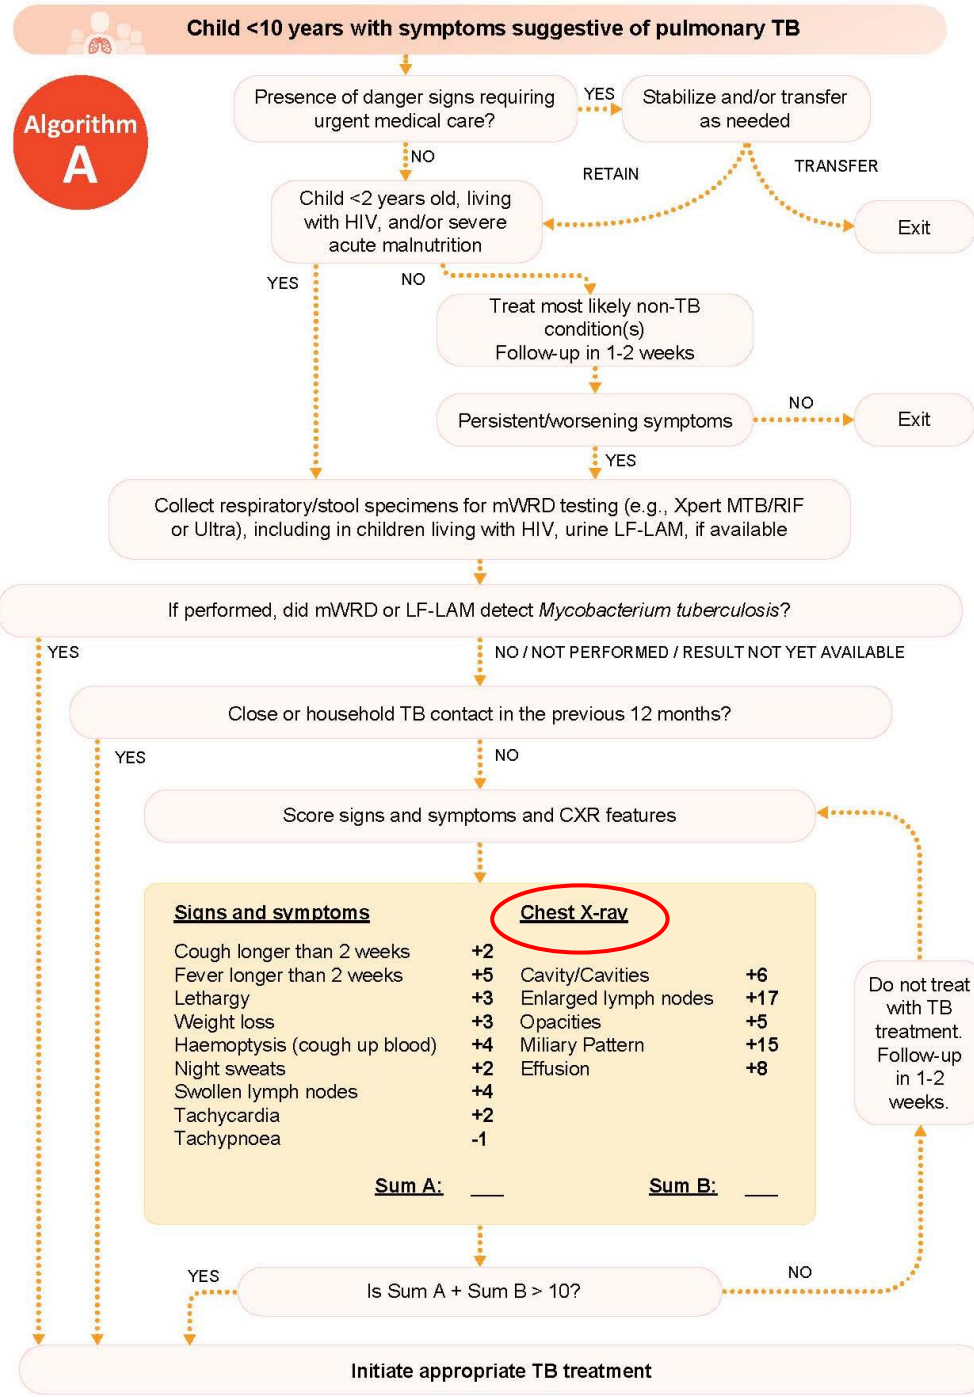 Child <10 years with symptoms suggestive of pulmonary TB
Algorithm
A
Presence of danger signs requiring
urgent medical care?
YES
Stabilize and/or transfer
as needed
NO
RETAIN
TRANSFER
Child <2 years old, living
with HIV, and/or severe
acute malnutrition
Exit
YES
NO
Treat most likely non-TB
condition(s)
Follow-up in 1-2 weeks
Persistent/worsening symptoms
NO
Exit
YES
Collect respiratory/stool specimens for mWRD testing (e.g., Xpert MTB/RIF
or Ultra), including in children living with HIV, urine LF-LAM, if available
If performed, did mWRD or LF-LAM detect Mycobacterium tuberculosis?
YES
NO / NOT PERFORMED / RESULT NOT YET AVAILABLE
Close or household TB contact in the previous 12 months?
YES
NO
Score signs and symptoms and CXR features
Signs and symptoms
Cough longer than 2 weeks +2
Fever longer than 2 weeks +5
Lethargy +3
Weight loss +3
Haemoptysis (cough up blood) +4
Night sweats +2
Swollen lymph nodes +4
Tachycardia +2
Tachypnoea -1
Sum A: ___
Chest X-ray
Cavity/Cavities +6
Enlarged lymph nodes +17
Opacities +5
Miliary Pattern +15
Effusion +8
Sum B: ___
Do not treat
with TB
treatment.
Follow-up
in 1-2
weeks.
YES
Is Sum A + Sum B > 10?
NO
Initiate appropriate TB treatment